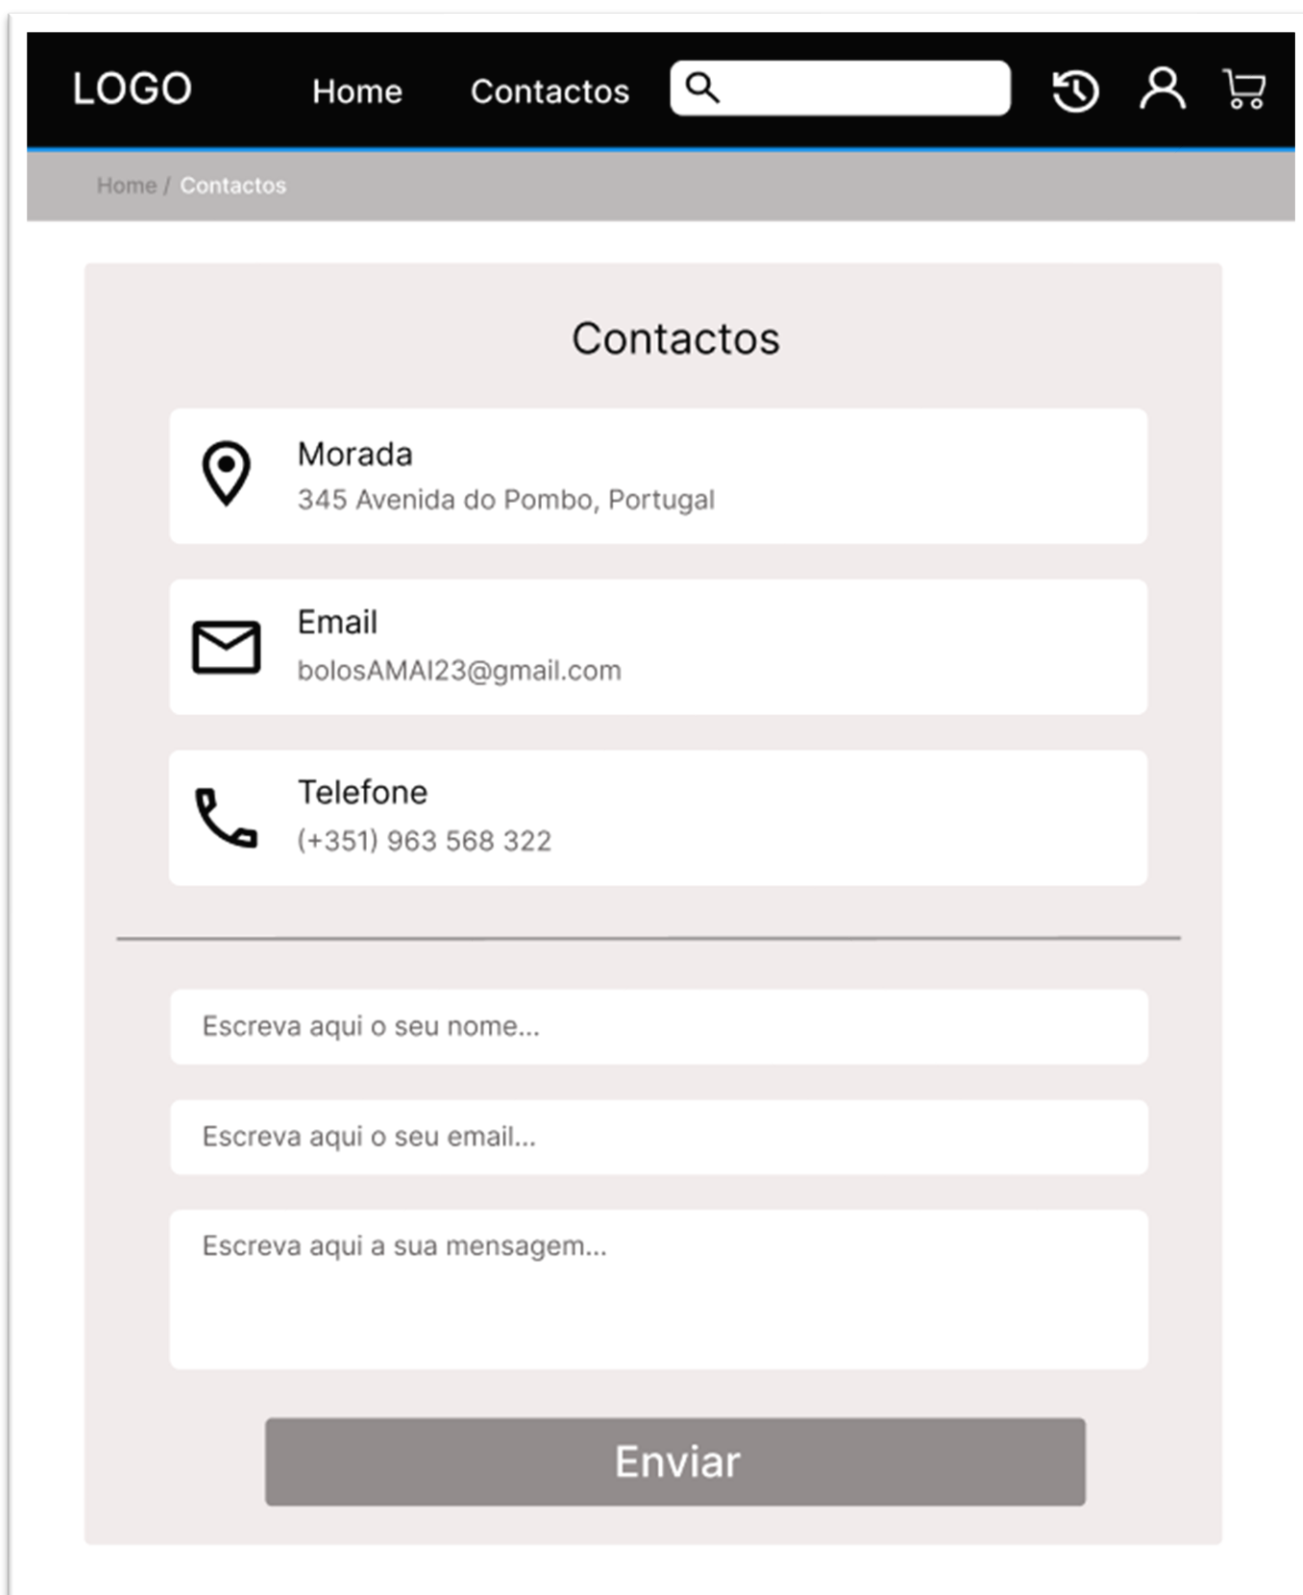 LOGO Home Contactos
Home / Contactos
Contactos
Morada
345 Avenida do Pombo, Portugal
Email
bolosAMAI23@gmail.com
Telefone
(+351) 963 568 322
Escreva aqui o seu nome...
Escreva aqui o seu email...
Escreva aqui a sua mensagem...
Enviar